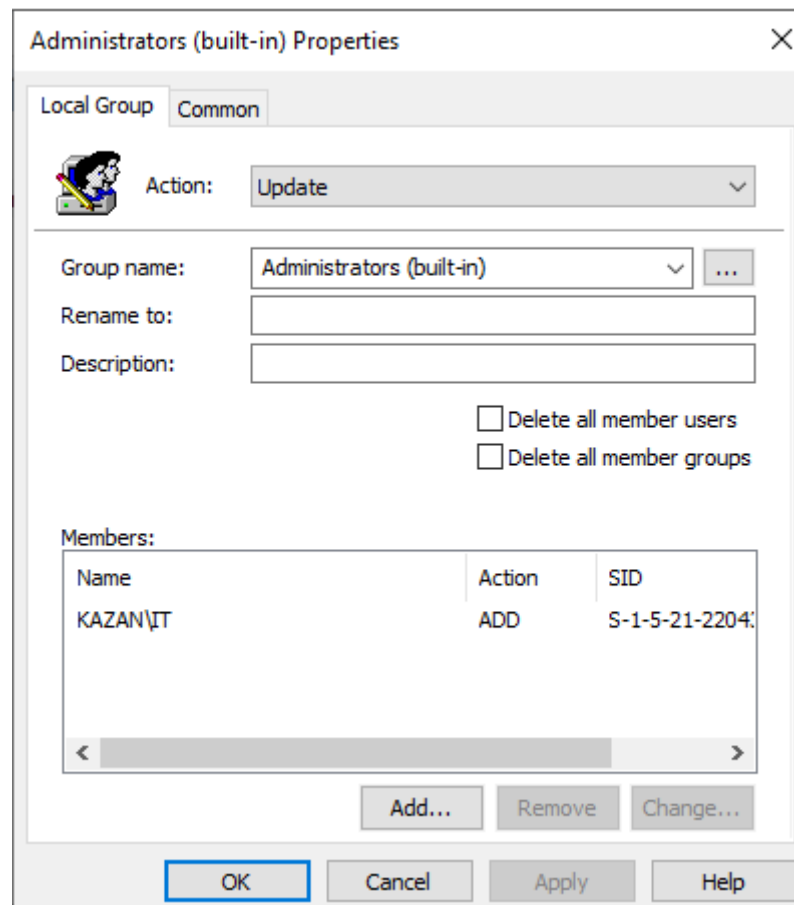 Administrators (built-in) Properties
Local Group Common
Action: Update
Group name: Administrators (built-in) ...
Rename to:
Description:
Delete all member users
Delete all member groups
Members:
Name Action SID
KAZAN\IT ADD S-1-5-21-2204
Add... Remove Change...
OK Cancel Apply Help